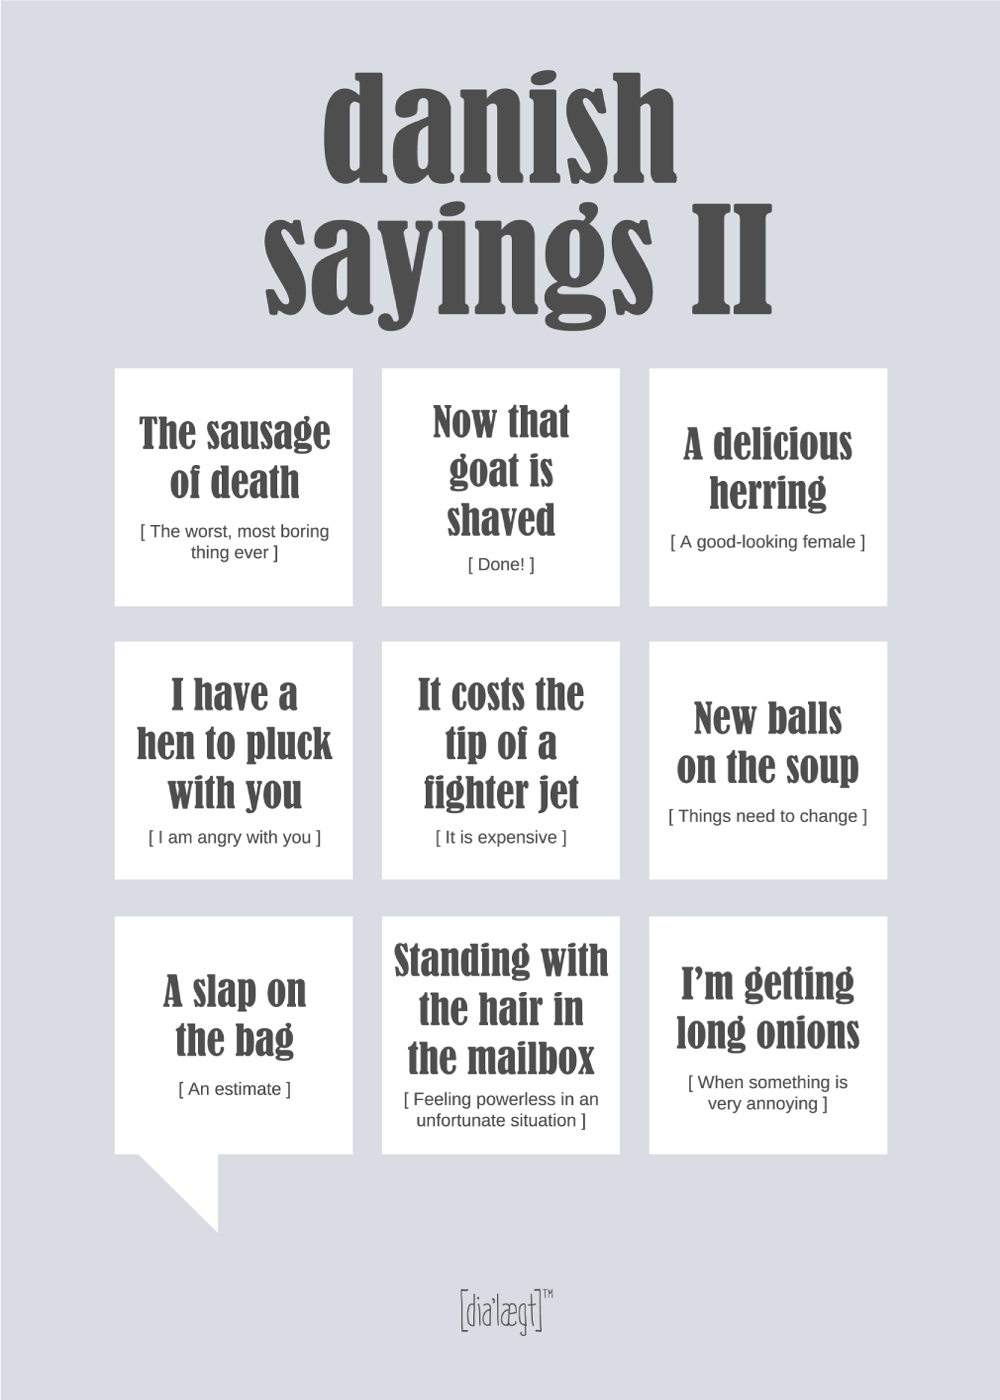 danish
sayings II
The sausage
of death
[ The worst, most boring
thing ever ]
Now that
goat is
shaved
[ Done! ]
A delicious
herring
[ A good-looking female ]
I have a
hen to pluck
with you
[ I am angry with you ]
It costs the
tip of a
fighter jet
[ It is expensive ]
New balls
on the soup
[ Things need to change ]
A slap on
the bag
[ An estimate ]
Standing with
the hair in
the mailbox
[ Feeling powerless in an
unfortunate situation ]
I’m getting
long onions
[ When something is
very annoying ]
[dia'lægt]™